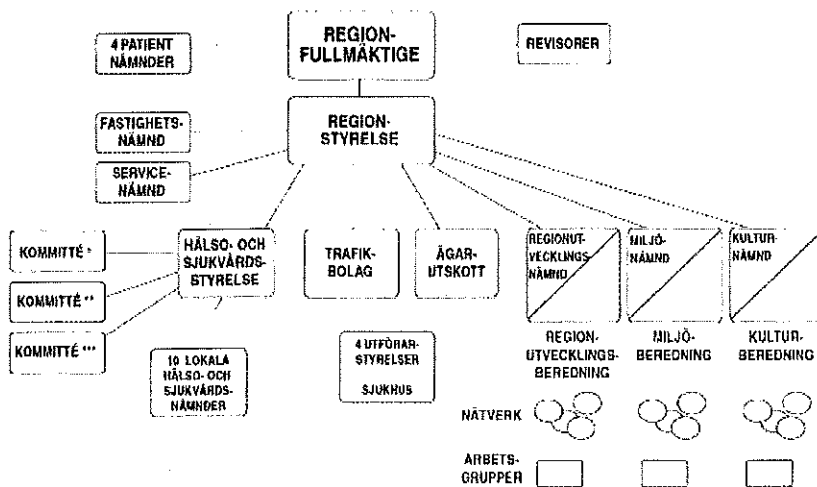 4 PATIENT
NÄMNDER
REGION-
FULLMÄKTIGE
REVISORER
FASTIGHETS-
NÄMND
REGION-
STYRELSE
SERVICE-
NÄMND
KOMMITTÉ *
KOMMITTÉ **
KOMMITTÉ ***
HÄLSO- OCH
SJUKVÅRDS-
STYRELSE
TRAFIK-
BOLAG
ÄGAR-
UTSKOTT
REGIONUT-
VECKLINGS
NÄMND
MILJÖ-
NÄMND
KULTUR-
NÄMND
10 LOKALA
HÄLSO- OCH
SJUKVÅRDS-
NÄMNDER
4 UTFÖRAR-
STYRELSER
SJUKHUS
REGION-
UTVECKLINGS-
BEREDNING
MILJÖ-
BEREDNING
KULTUR-
BEREDNING
NÄTVERK
ARBETS-
GRUPPER